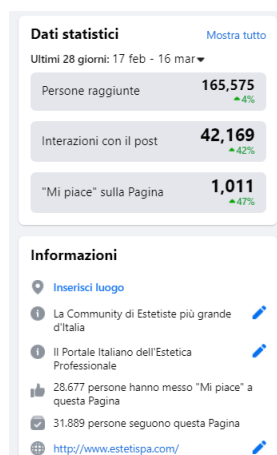 Dati statistici
Mostra tutto
Ultimi 28 giorni: 17 feb - 16 mar
Persone raggiunte
165,575
4%
Interazioni con il post
42,169
42%
"Mi piace" sulla Pagina
1,011
47%
Informazioni
Inserisci luogo
La Community di Estetiste più grande
d'Italia
Il Portale Italiano dell'Estetica
Professionale
28.677 persone hanno messo "Mi piace" a
questa Pagina
31.889 persone seguono questa Pagina
http://www.estetispa.com/